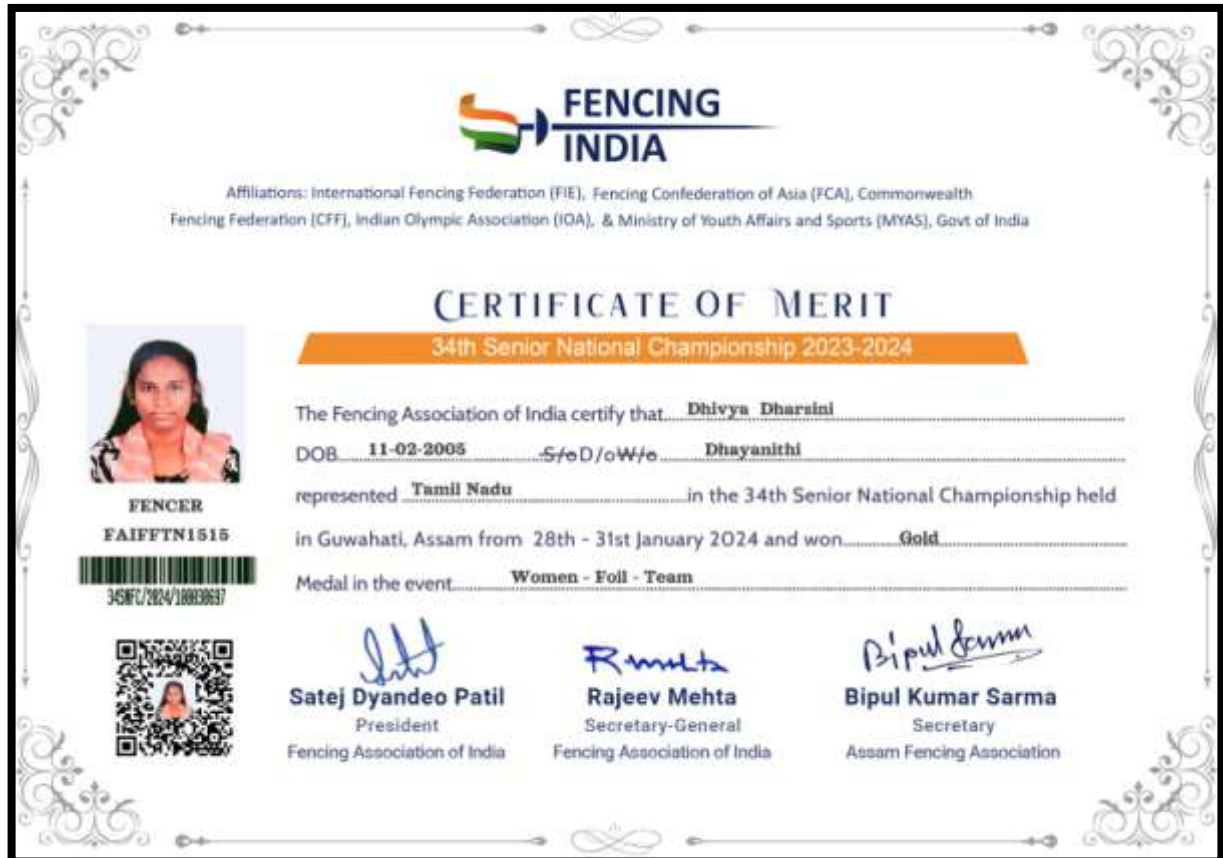 FENCING
INDIA
Affiliations: International Fencing Federation (FIE), Fencing Confederation of Asia (FCA), Commonwealth
Fencing Federation (CFF), Indian Olympic Association (IOA), & Ministry of Youth Affairs and Sports (MYAS), Govt of India
CERTIFICATE OF MERIT
34th Senior National Championship 2023-2024
The Fencing Association of India certify that Dhivya Dharsini
DOB 11-02-2005 S/o D/o W/o Dhayanithi
represented Tamil Nadu in the 34th Senior National Championship held
in Guwahati, Assam from 28th - 31st January 2024 and won Gold
Medal in the event Women - Foil - Team
FENCER
FAIFFTN1515
Bipul Sarma
Satej Dyandeo Patil
President
Fencing Association of India
R Mehta
Rajeev Mehta
Secretary-General
Fencing Association of India
Bipul Kumar Sarma
Secretary
Assam Fencing Association